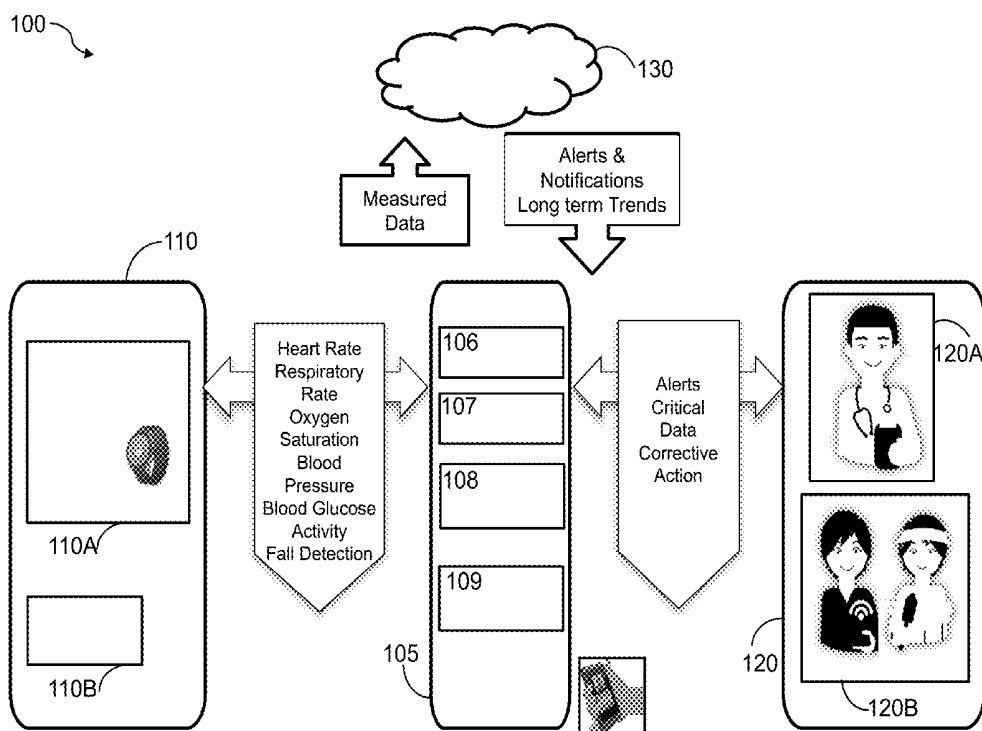 100
130
Measured
Data
Alerts &
Notifications
Long term Trends
110
110A
110B
Heart Rate
Respiratory
Rate
Oxygen
Saturation
Blood
Pressure
Blood Glucose
Activity
Fall Detection
106
107
108
109
105
Alerts
Critical
Data
Corrective
Action
120A
120
120B